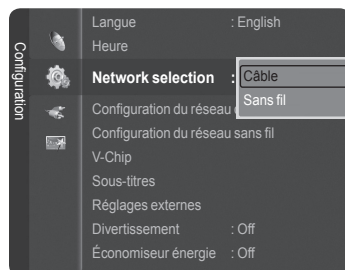 Configuration
Langue : English
Heure
Network selection :
Câble
Sans fil
Configuration du réseau
Configuration du réseau sans fil
V-Chip
Sous-titres
Réglages externes
Divertissement : Off
Économiseur énergie : Off